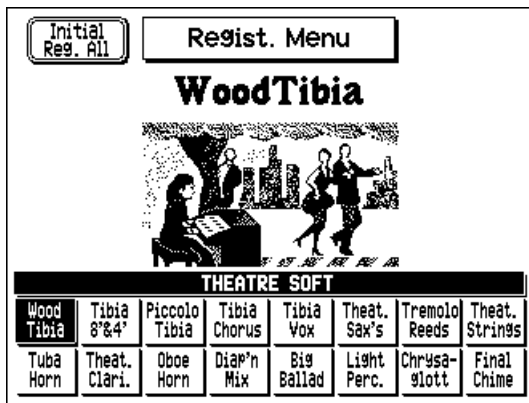 Initial
Reg. All
Regist. Menu
WoodTibia
THEATRE SOFT
Wood Tibia
Tibia 8'&4'
Piccolo Tibia
Tibia Chorus
Tibia Vox
Theat. Sax's
Tremolo Reeds
Theat. Strings
Tuba Horn
Theat. Clari.
Oboe Horn
Diap'n Mix
Big Ballad
Light Perc.
Chrysa-glott
Final Chime